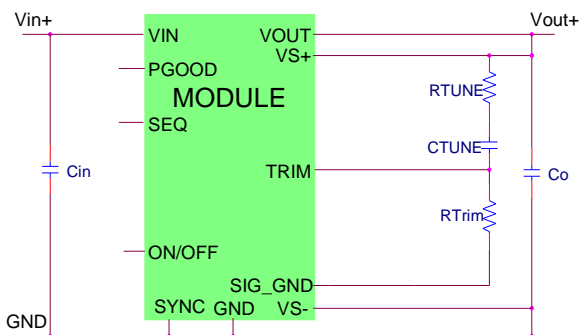 Vin+
Vout+
VIN
VOUT
VS+
PGOOD
RTUNE
MODULE
SEQ
CTUNE
TRIM
Cin
Co
RTrim
ON/OFF
SIG_GND
SYNC
GND
VS-
GND